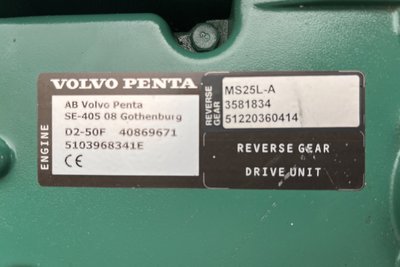 VOLVO PENTA
AB Volvo Penta
SE-405 08 Gothenburg
D2-50F 40869671
5103968341E
CE
ENGINE
REVERSE
GEAR
MS25L-A
3581834
51220360414
REVERSE GEAR
DRIVE UNIT